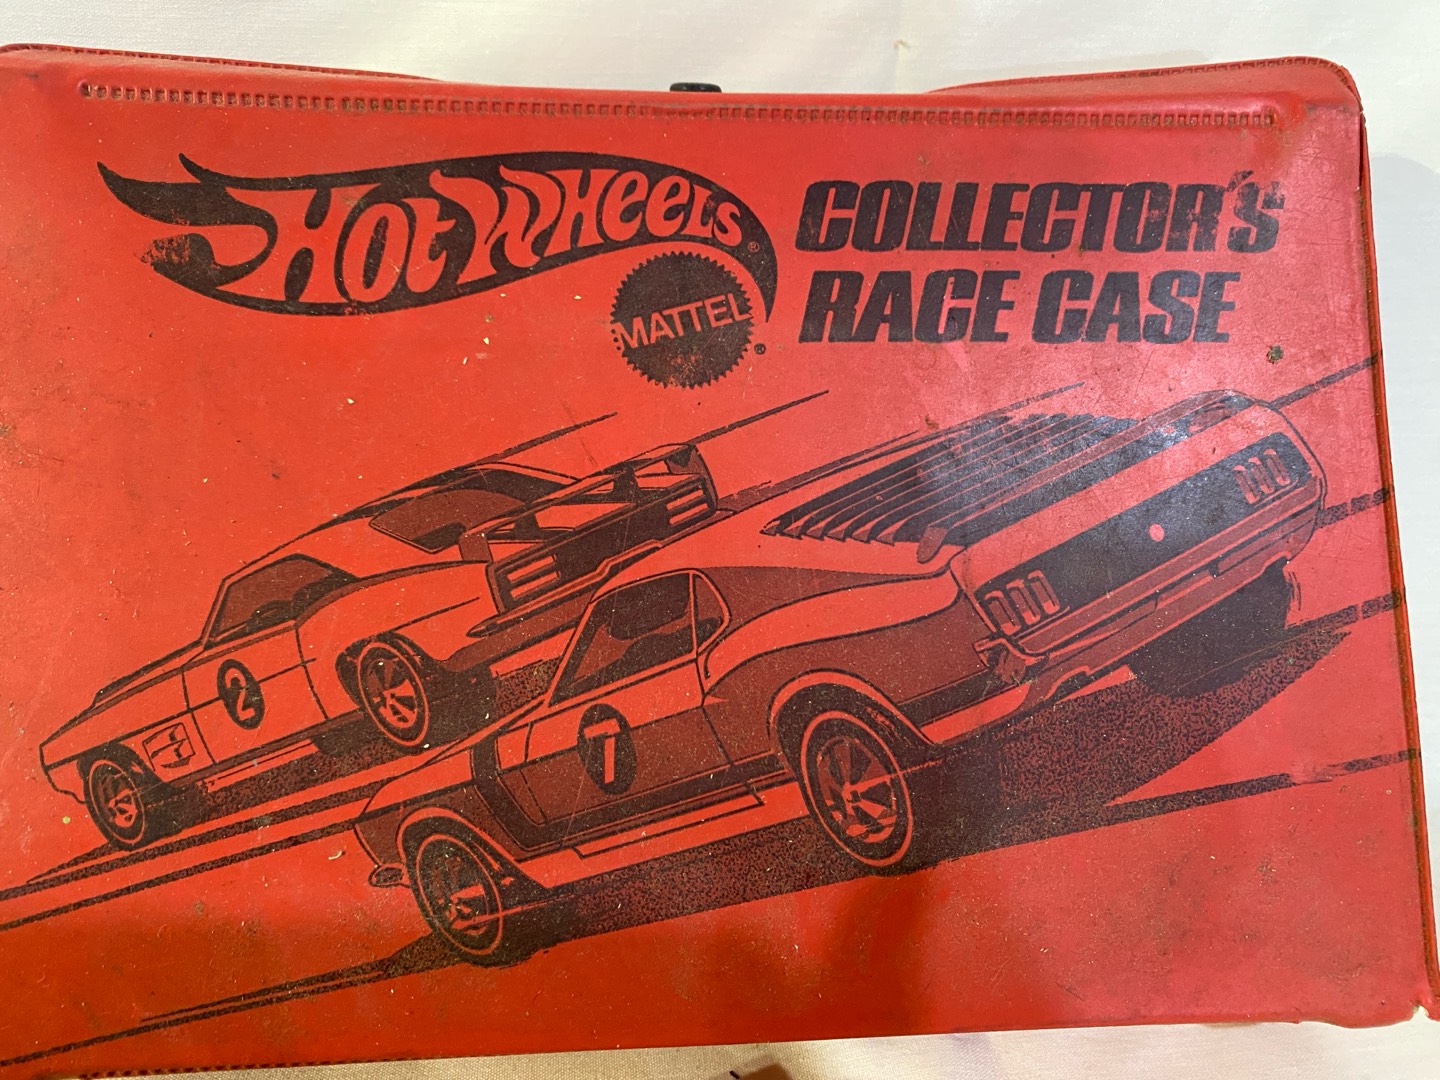 HOT WHEELS®
MATTEL®
COLLECTOR'S
RACE CASE
2
7